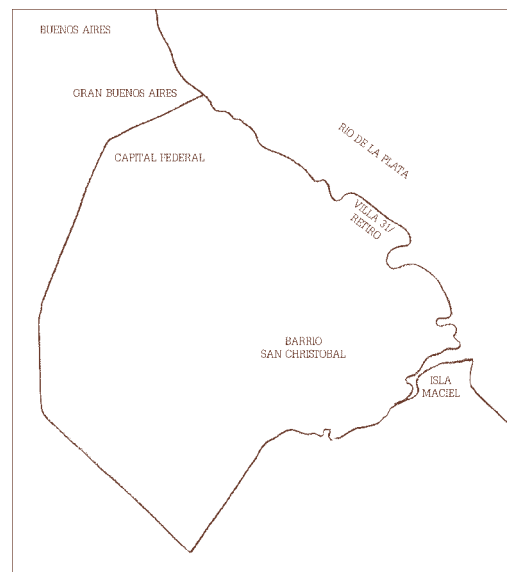 BUENOS AIRES
GRAN BUENOS AIRES
CAPITAL FEDERAL
RIO DE LA PLATA
VILLA 31/
RETIRO
BARRIO
SAN CHRISTOBAL
ISLA
MACIEL